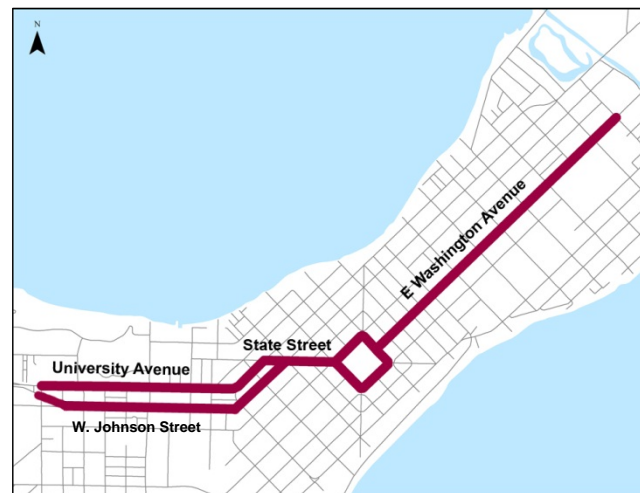 N
E Washington Avenue
State Street
University Avenue
W. Johnson Street